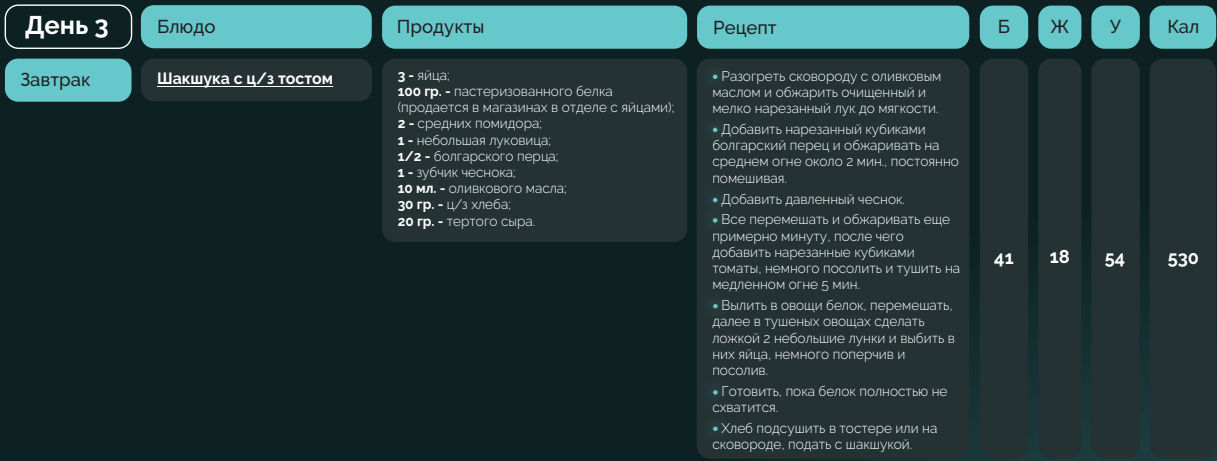 День 3
Блюдо
Продукты
Рецепт
Б
Ж
У
Кал
Завтрак
Шакшука с ц/з тостом
3 - яйца;
100 гр. - пастеризованного белка
(продается в магазинах в отделе с яйцами);
2 - средних помидора;
1 - небольшая луковица;
1/2 - болгарского перца;
1 - зубчик чеснока;
10 мл. - оливкового масла;
30 гр. - ц/з хлеба;
20 гр. - тертого сыра.
• Разогреть сковороду с оливковым
маслом и обжарить очищенный и
мелко нарезанный лук до мягкости.
• Добавить нарезанный кубиками
болгарский перец и обжаривать на
среднем огне около 2 мин., постоянно
помешивая.
• Добавить давленный чеснок.
• Все перемешать и обжаривать еще
примерно минуту, после чего
добавить нарезанные кубиками
томаты, немного посолить и тушить на
медленном огне 5 мин.
• Вылить в овощи белок, перемешать,
далее в тушеных овощах сделать
ложкой 2 небольшие лунки и выбить в
них яйца, немного поперчив и
посолив.
• Готовить, пока белок полностью не
схватится.
• Хлеб подсушить в тостере или на
сковороде, подать с шакшукой.
41
18
54
530